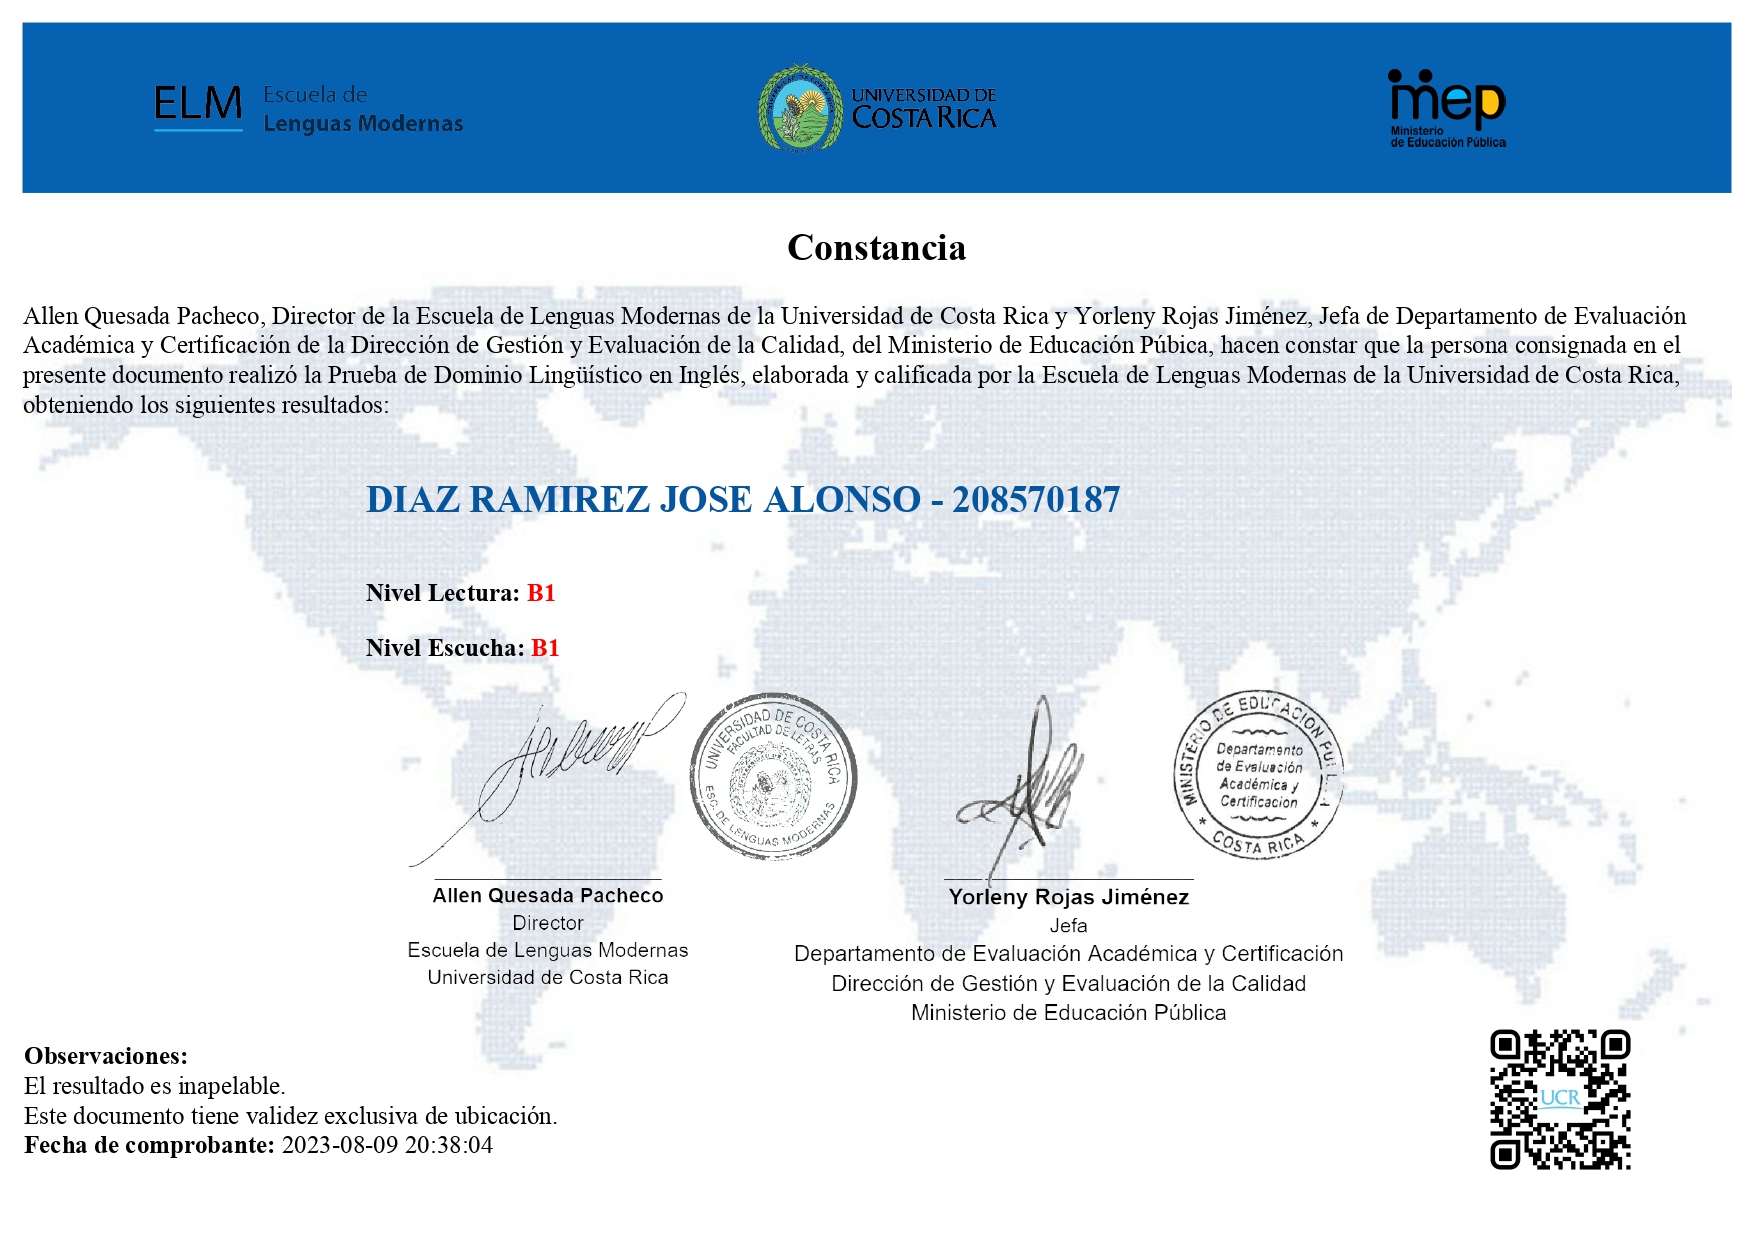 ELM Escuela de
Lenguas Modernas
UNIVERSIDAD DE
COSTA RICA
mep
Ministerio
de Educación Pública
Constancia
Allen Quesada Pacheco, Director de la Escuela de Lenguas Modernas de la Universidad de Costa Rica y Yorleny Rojas Jiménez, Jefa de Departamento de Evaluación
Académica y Certificación de la Dirección de Gestión y Evaluación de la Calidad, del Ministerio de Educación Púbica, hacen constar que la persona consignada en el
presente documento realizó la Prueba de Dominio Lingüístico en Inglés, elaborada y calificada por la Escuela de Lenguas Modernas de la Universidad de Costa Rica,
obteniendo los siguientes resultados:
DIAZ RAMIREZ JOSE ALONSO - 208570187
Nivel Lectura: B1
Nivel Escucha: B1
UNIVERSIDAD DE COSTA RICA
FACULTAD DE LETRAS
ESC. DE LENGUAS MODERNAS
MINISTERIO DE EDUCACION
Departamento
de Evaluación
Académica y
Certificacion
* COSTA RICA *
Allen Quesada Pacheco
Director
Escuela de Lenguas Modernas
Universidad de Costa Rica
Yorleny Rojas Jiménez
Jefa
Departamento de Evaluación Académica y Certificación
Dirección de Gestión y Evaluación de la Calidad
Ministerio de Educación Pública
Observaciones:
El resultado es inapelable.
Este documento tiene validez exclusiva de ubicación.
Fecha de comprobante: 2023-08-09 20:38:04
UCR